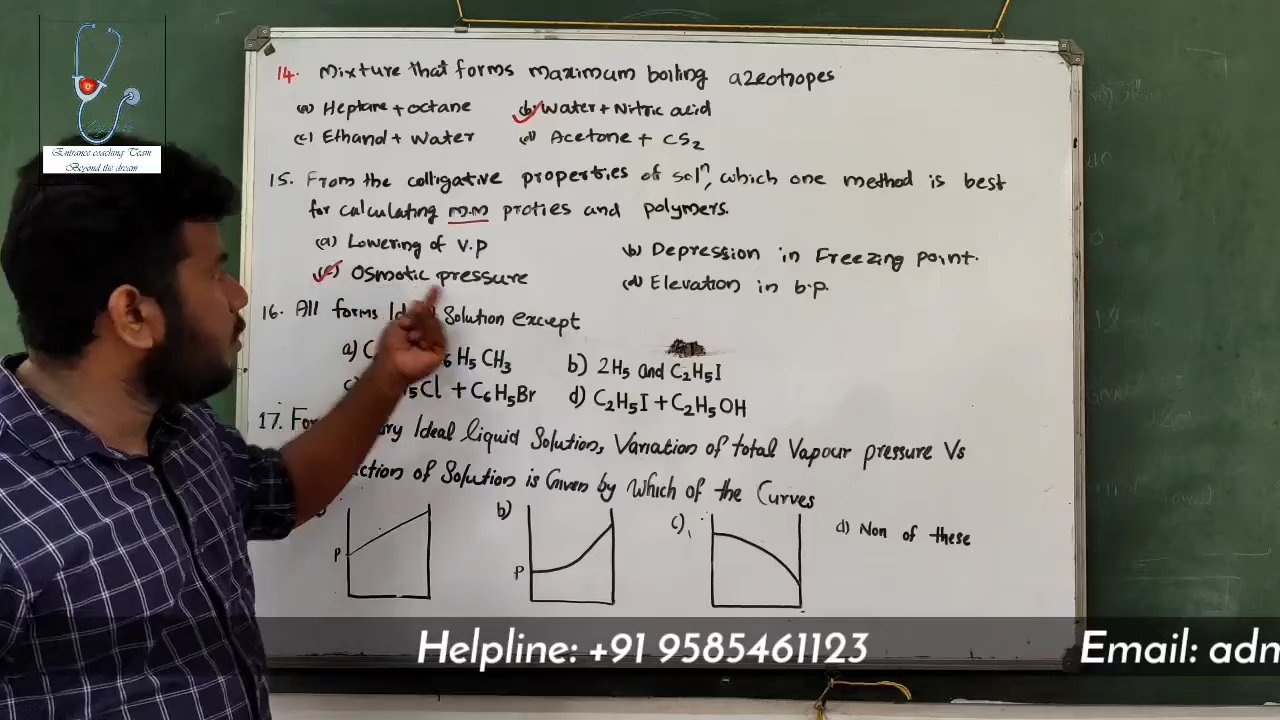 Entrance coaching Team
Beyond the dream
14. Mixture that forms maximum boiling azeotropes
(a) Heptane + octane (b) Water + Nitric acid
(c) Ethanol + Water (d) Acetone + CS2
15. From the colligative properties of solⁿ, which one method is best
for calculating M.M proties and polymers.
(a) Lowering of V.P (b) Depression in Freezing point.
(c) Osmotic pressure (d) Elevation in b.p.
16. All forms Solution except
a) H5 CH3 b) 2H5 and C2H5I
5Cl + C6H5Br d) C2H5I + C2H5OH
17. Ideal liquid Solution, Variation of total Vapour pressure Vs
of Solution is Given by Which of the Curves
b) c) d) Non of these
P P
Helpline: +91 9585461123 Email: adn